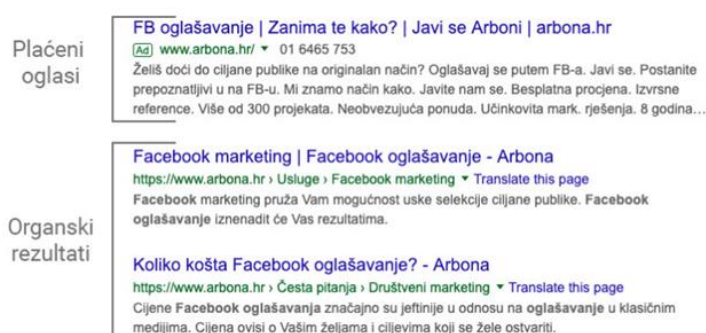 Plaćeni
oglasi
FB oglašavanje | Zanima te kako? | Javi se Arboni | arbona.hr
Ad www.arbona.hr/ 01 6465 753
Želiš doći do ciljane publike na originalan način? Oglašavaj se putem FB-a. Javi se. Postanite
prepoznatljivi u na FB-u. Mi znamo način kako. Javite nam se. Besplatna procjena. Izvrsne
reference. Više od 300 projekata. Neobvezujuća ponuda. Učinkovita mark. rješenja. 8 godina...
Organski
rezultati
Facebook marketing | Facebook oglašavanje - Arbona
https://www.arbona.hr › Usluge › Facebook marketing Translate this page
Facebook marketing pruža Vam mogućnost uske selekcije ciljane publike. Facebook
oglašavanje iznenadit će Vas rezultatima.
Koliko košta Facebook oglašavanje? - Arbona
https://www.arbona.hr › Česta pitanja › Društveni marketing Translate this page
Cijene Facebook oglašavanja značajno su jeftinije u odnosu na oglašavanje u klasičnim
medijima. Cijena ovisi o Vašim željama i ciljevima koji se žele ostvariti.